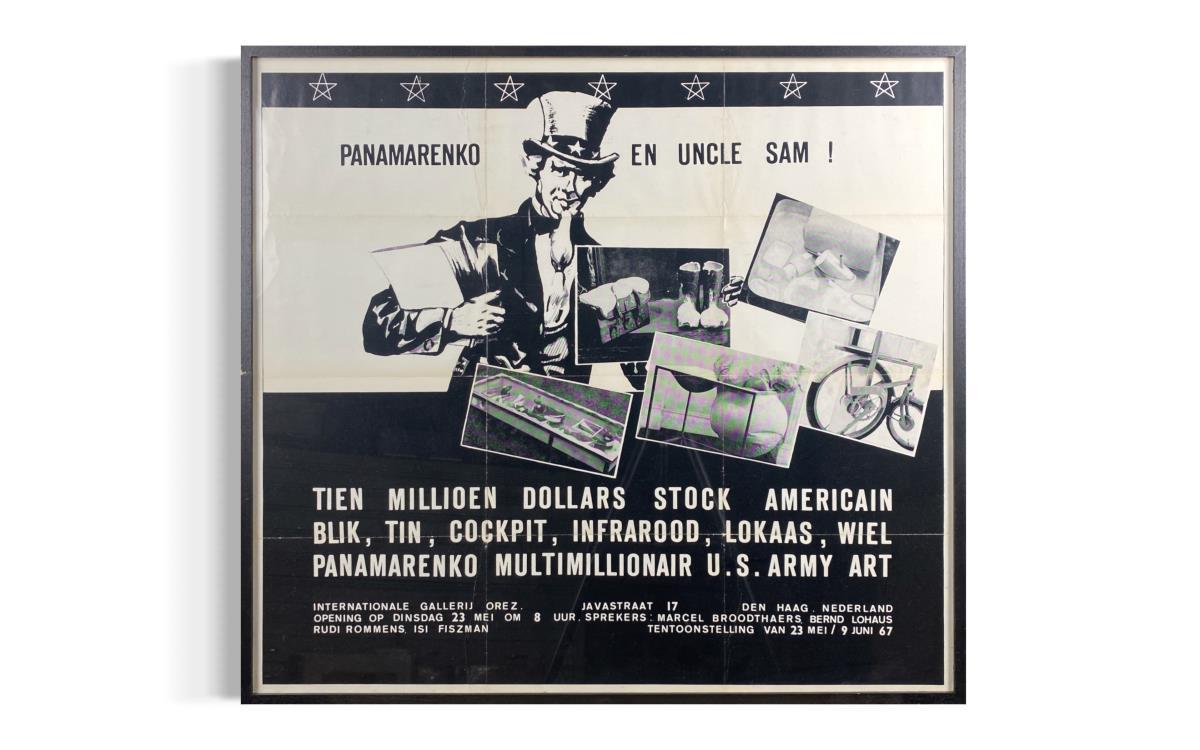 PANAMARENKO EN UNCLE SAM !
TIEN MILLIOEN DOLLARS STOCK AMERICAIN
BLIK, TIN, COCKPIT, INFRAROOD, LOKAAS, WIEL
PANAMARENKO MULTIMILLIONAIR U.S. ARMY ART
INTERNATIONALE GALLERIJ OREZ. JAVASTRAAT 17 DEN HAAG. NEDERLAND
OPENING OP DINSDAG 23 MEI OM 8 UUR. SPREKERS: MARCEL BROODTHAERS, BERND LOHAUS
RUDI ROMMENS, ISI FISZMAN TENTOONSTELLING VAN 23 MEI / 9 JUNI 67